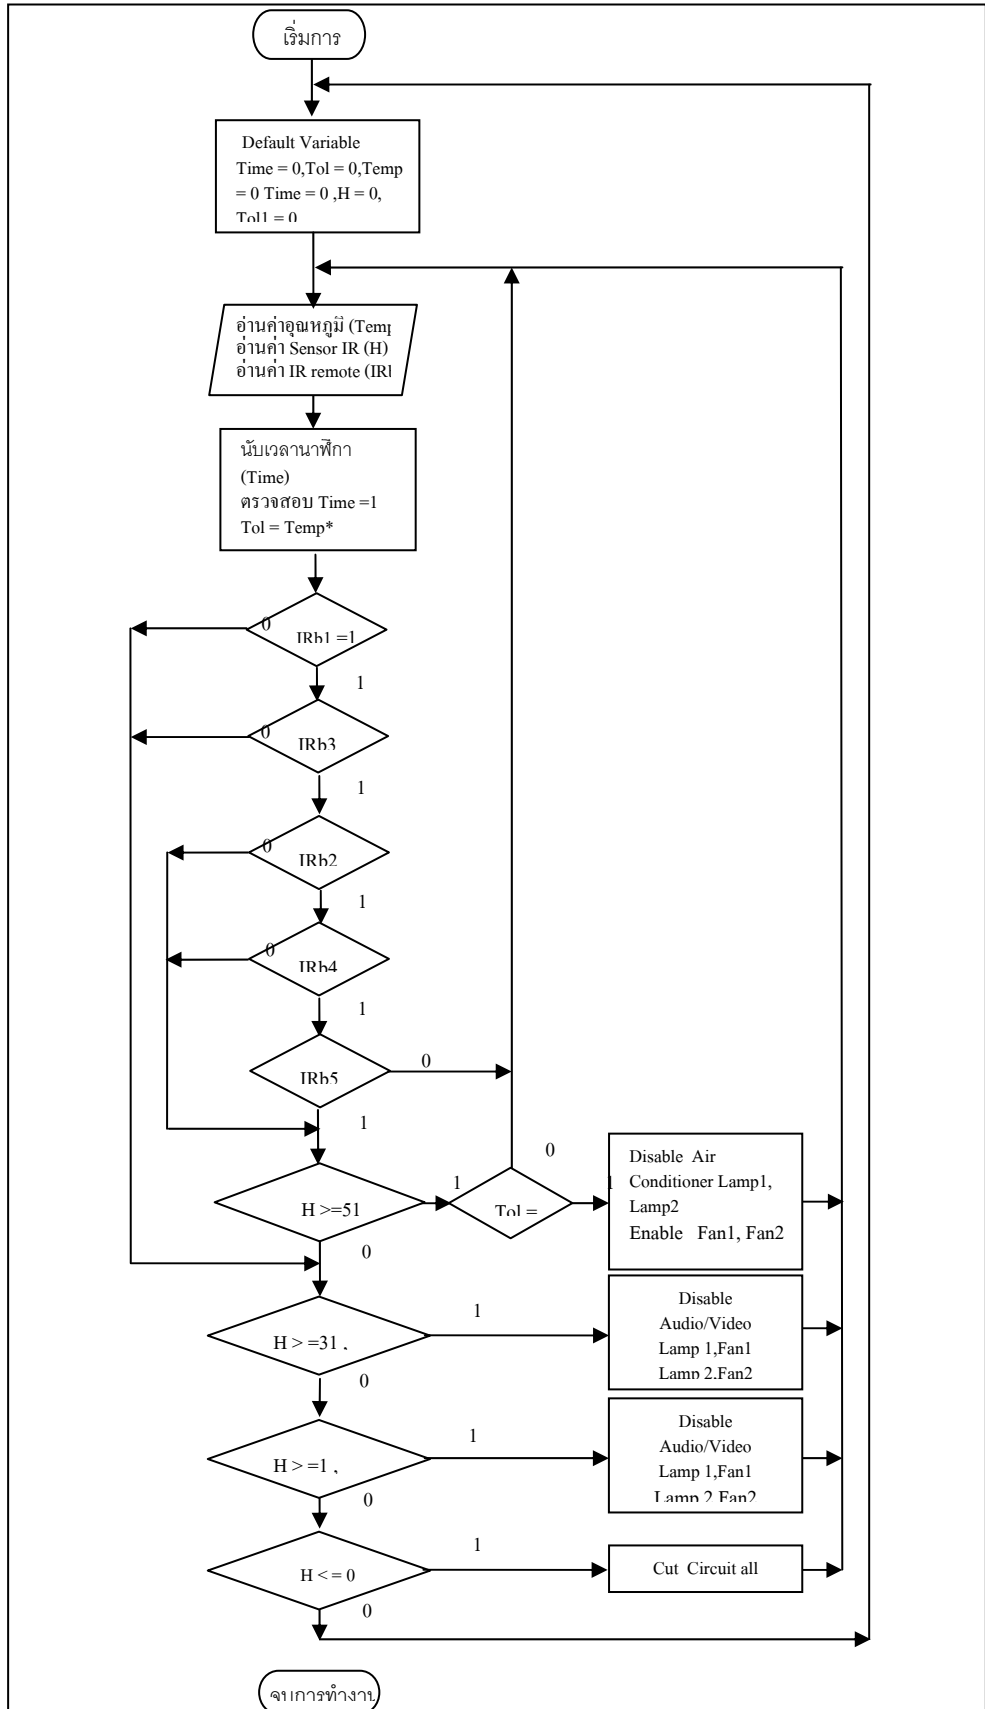 เริ่มการ
Default Variable
Time = 0,Tol = 0,Temp
= 0 Time = 0 ,H = 0,
Tol1 = 0
อ่านค่าอุณหภูมิ (Temp
อ่านค่า Sensor IR (H)
อ่านค่า IR remote (IRb
นับเวลานาฬิกา
(Time)
ตรวจสอบ Time =1
Tol = Temp*
0
IRb1 =1
1
0
IRb3
1
0
IRb2
1
0
IRb4
1
IRb5
0
1
H >=51
1
0
Tol =
0
1
Disable Air
Conditioner Lamp1,
Lamp2
Enable Fan1, Fan2
H > =31 ,
1
0
Disable
Audio/Video
Lamp 1,Fan1
Lamp 2,Fan2
H > =1 ,
1
0
Disable
Audio/Video
Lamp 1,Fan1
Lamp 2,Fan2
H < = 0
1
0
Cut Circuit all
จบการทำงาน